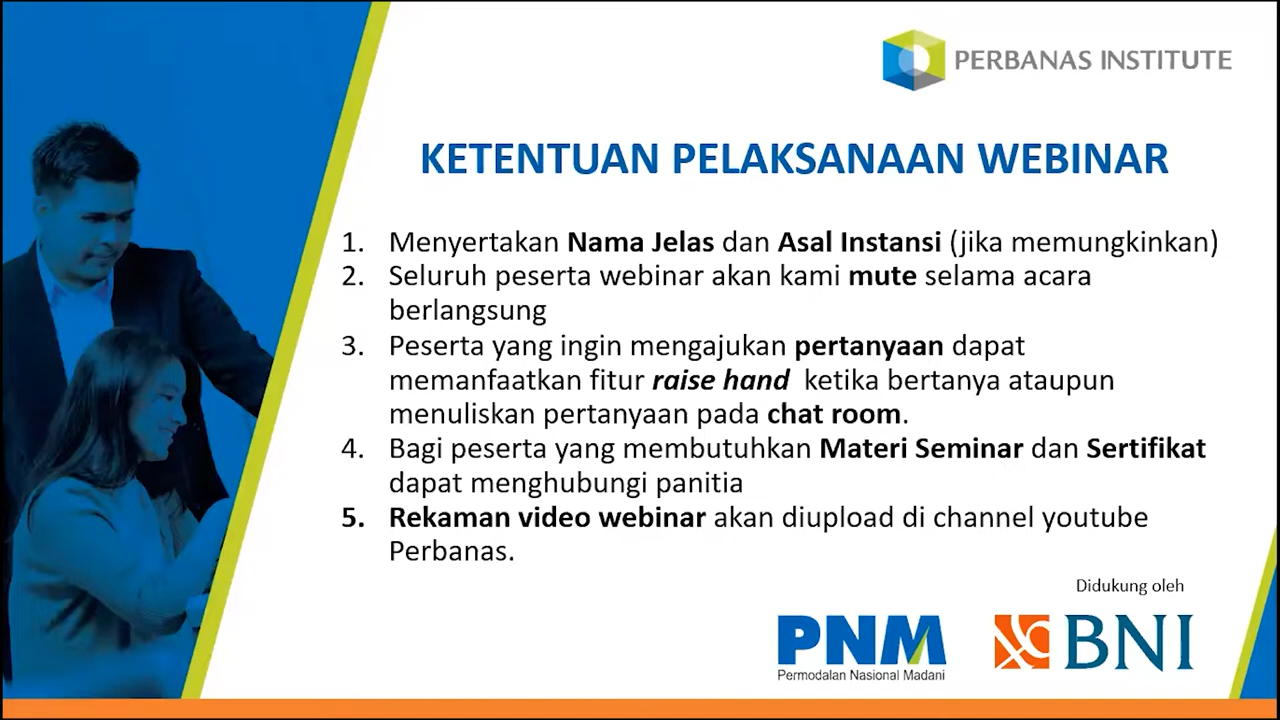 PERBANAS INSTITUTE
KETENTUAN PELAKSANAAN WEBINAR
1. Menyertakan Nama Jelas dan Asal Instansi (jika memungkinkan)
2. Seluruh peserta webinar akan kami mute selama acara
berlangsung
3. Peserta yang ingin mengajukan pertanyaan dapat
memanfaatkan fitur raise hand ketika bertanya ataupun
menuliskan pertanyaan pada chat room.
4. Bagi peserta yang membutuhkan Materi Seminar dan Sertifikat
dapat menghubungi panitia
5. Rekaman video webinar akan diupload di channel youtube
Perbanas.
Didukung oleh
PNM
Permodalan Nasional Madani
BNI